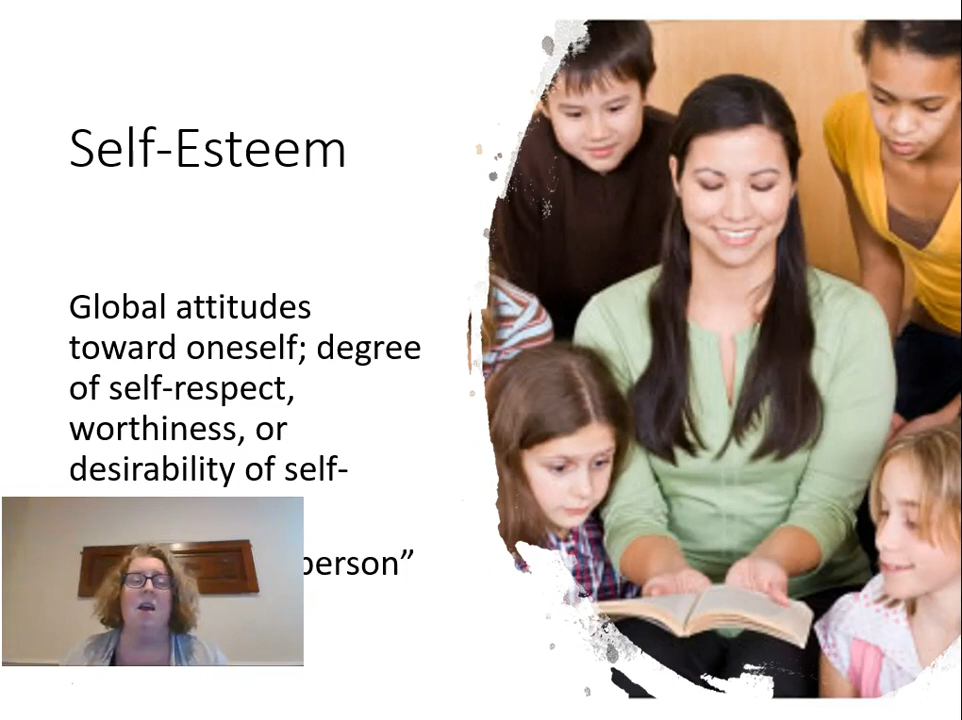 Self-Esteem
Global attitudes
toward oneself; degree
of self-respect,
worthiness, or
desirability of self-
person”